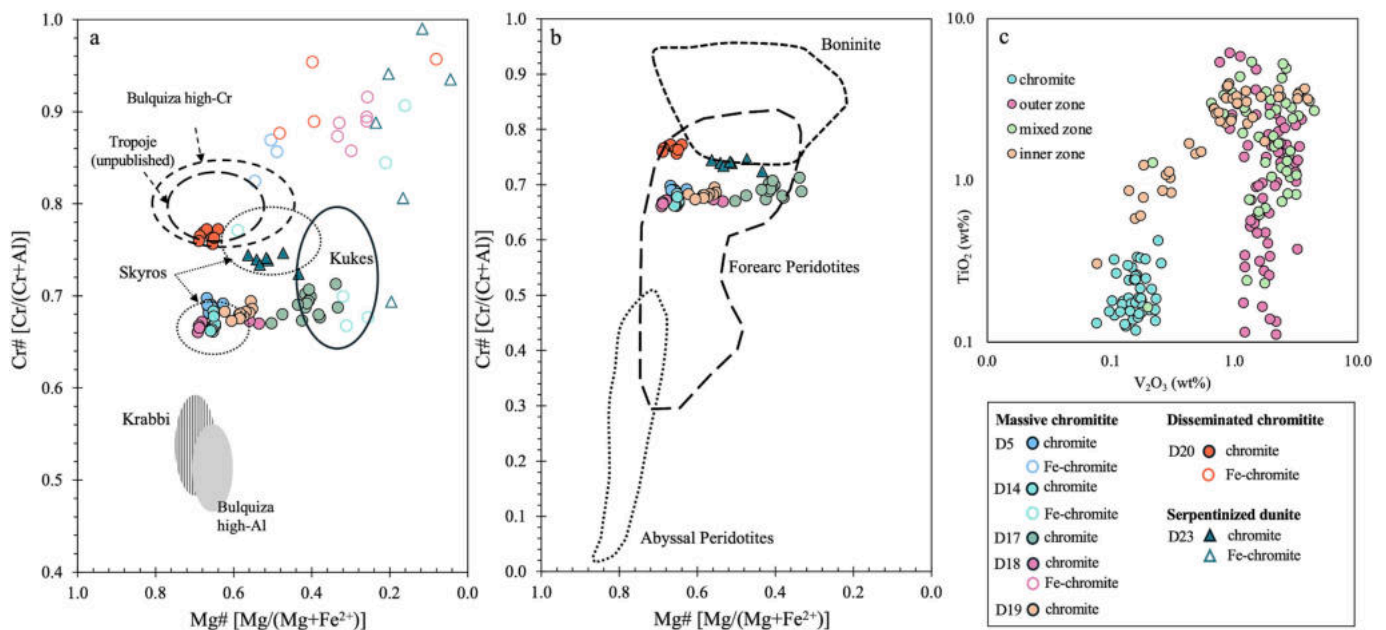 a
Cr# [Cr/(Cr+Al)]
1.0
0.9
0.8
0.7
0.6
0.5
0.4
Bulquiza high-Cr
Tropoje
(unpublished)
Skyros
Kukes
Krabbi
Bulquiza
high-Al
1.0
0.8
0.6
0.4
0.2
0.0
Mg# [Mg/(Mg+Fe²⁺)]
b
Cr# [Cr/(Cr+Al)]
1.0
0.9
0.8
0.7
0.6
0.5
0.4
0.3
0.2
0.1
0.0
Boninite
Forearc Peridotites
Abyssal Peridotites
1.0
0.8
0.6
0.4
0.2
0.0
Mg# [Mg/(Mg+Fe²⁺)]
c
TiO₂ (wt%)
10.0
1.0
0.1
chromite
outer zone
mixed zone
inner zone
0.0
0.1
1.0
10.0
V₂O₃ (wt%)
Massive chromitite
D5 chromite
Fe-chromite
D14 chromite
Fe-chromite
D17 chromite
D18 chromite
Fe-chromite
D19 chromite
Disseminated chromitite
D20 chromite
Fe-chromite
Serpentinized dunite
D23 chromite
Fe-chromite